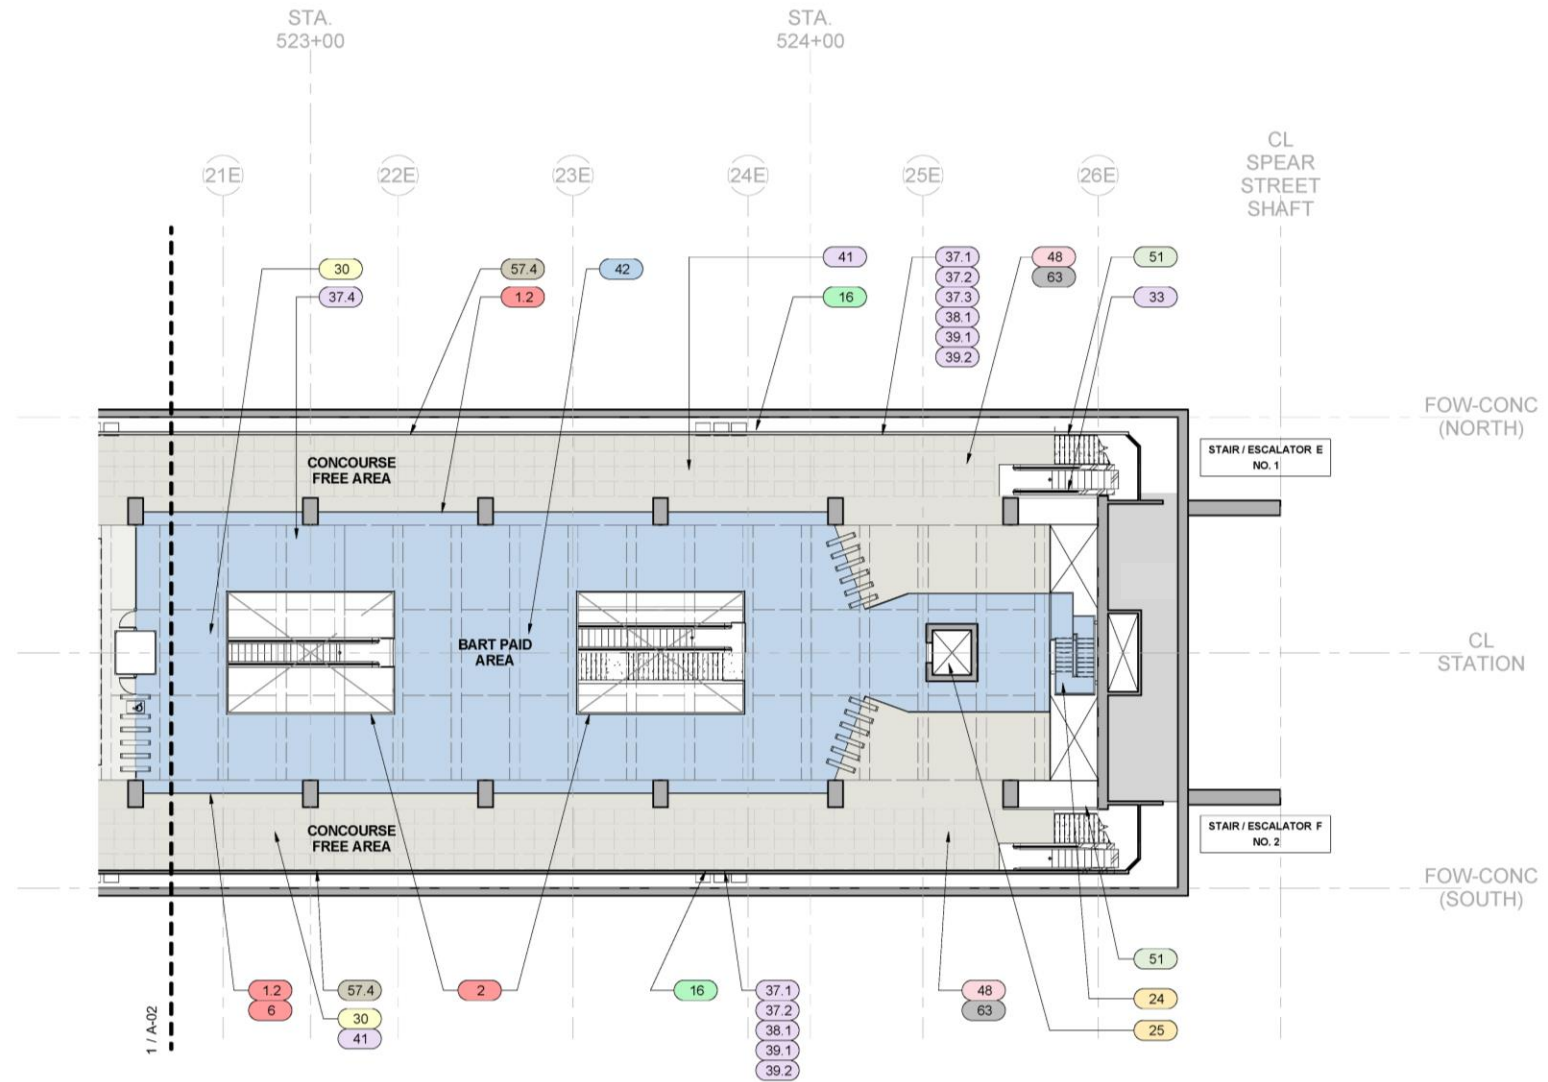 STA.
523+00
STA.
524+00
CL
SPEAR
STREET
SHAFT
21E
22E
23E
24E
25E
26E
30
37.4
57.4
1.2
42
41
16
37.1
37.2
37.3
38.1
39.1
39.2
48
63
51
33
FOW-CONC
(NORTH)
STAIR / ESCALATOR E
NO. 1
CONCOURSE
FREE AREA
BART PAID
AREA
CL
STATION
CONCOURSE
FREE AREA
STAIR / ESCALATOR F
NO. 2
FOW-CONC
(SOUTH)
1 / A-02
1.2
6
57.4
30
41
2
16
37.1
37.2
38.1
39.1
39.2
48
63
51
24
25